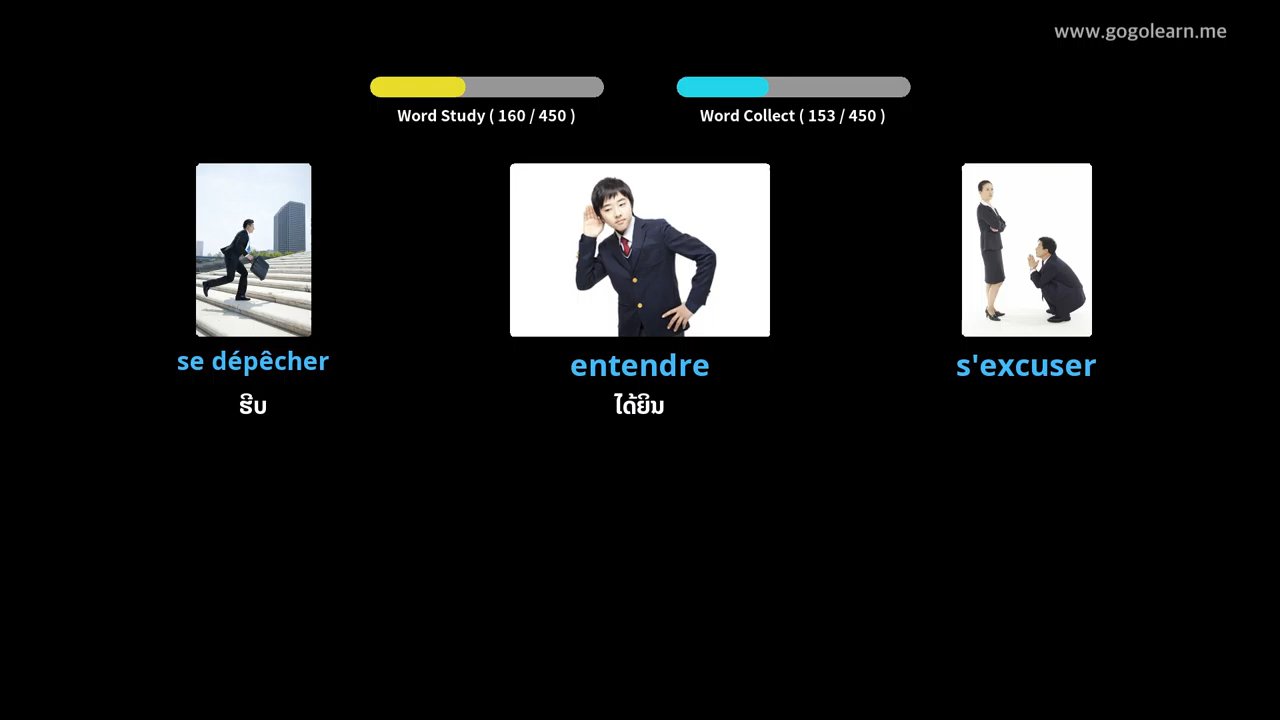 www.gogolearn.me
Word Study ( 160 / 450 )
Word Collect ( 153 / 450 )
se dépêcher
ຮີບ
entendre
ໄດ້ຍິນ
s'excuser